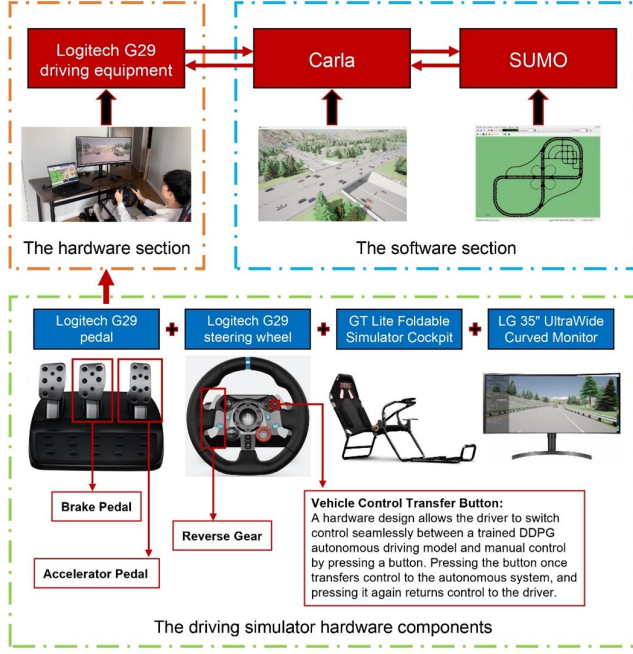 Logitech G29
driving equipment
Carla
SUMO
The hardware section
The software section
Logitech G29
pedal
Logitech G29
steering wheel
GT Lite Foldable
Simulator Cockpit
LG 35" UltraWide
Curved Monitor
Brake Pedal
Accelerator Pedal
Reverse Gear
Vehicle Control Transfer Button:
A hardware design allows the driver to switch
control seamlessly between a trained DDPG
autonomous driving model and manual control
by pressing a button. Pressing the button once
transfers control to the autonomous system, and
pressing it again returns control to the driver.
The driving simulator hardware components